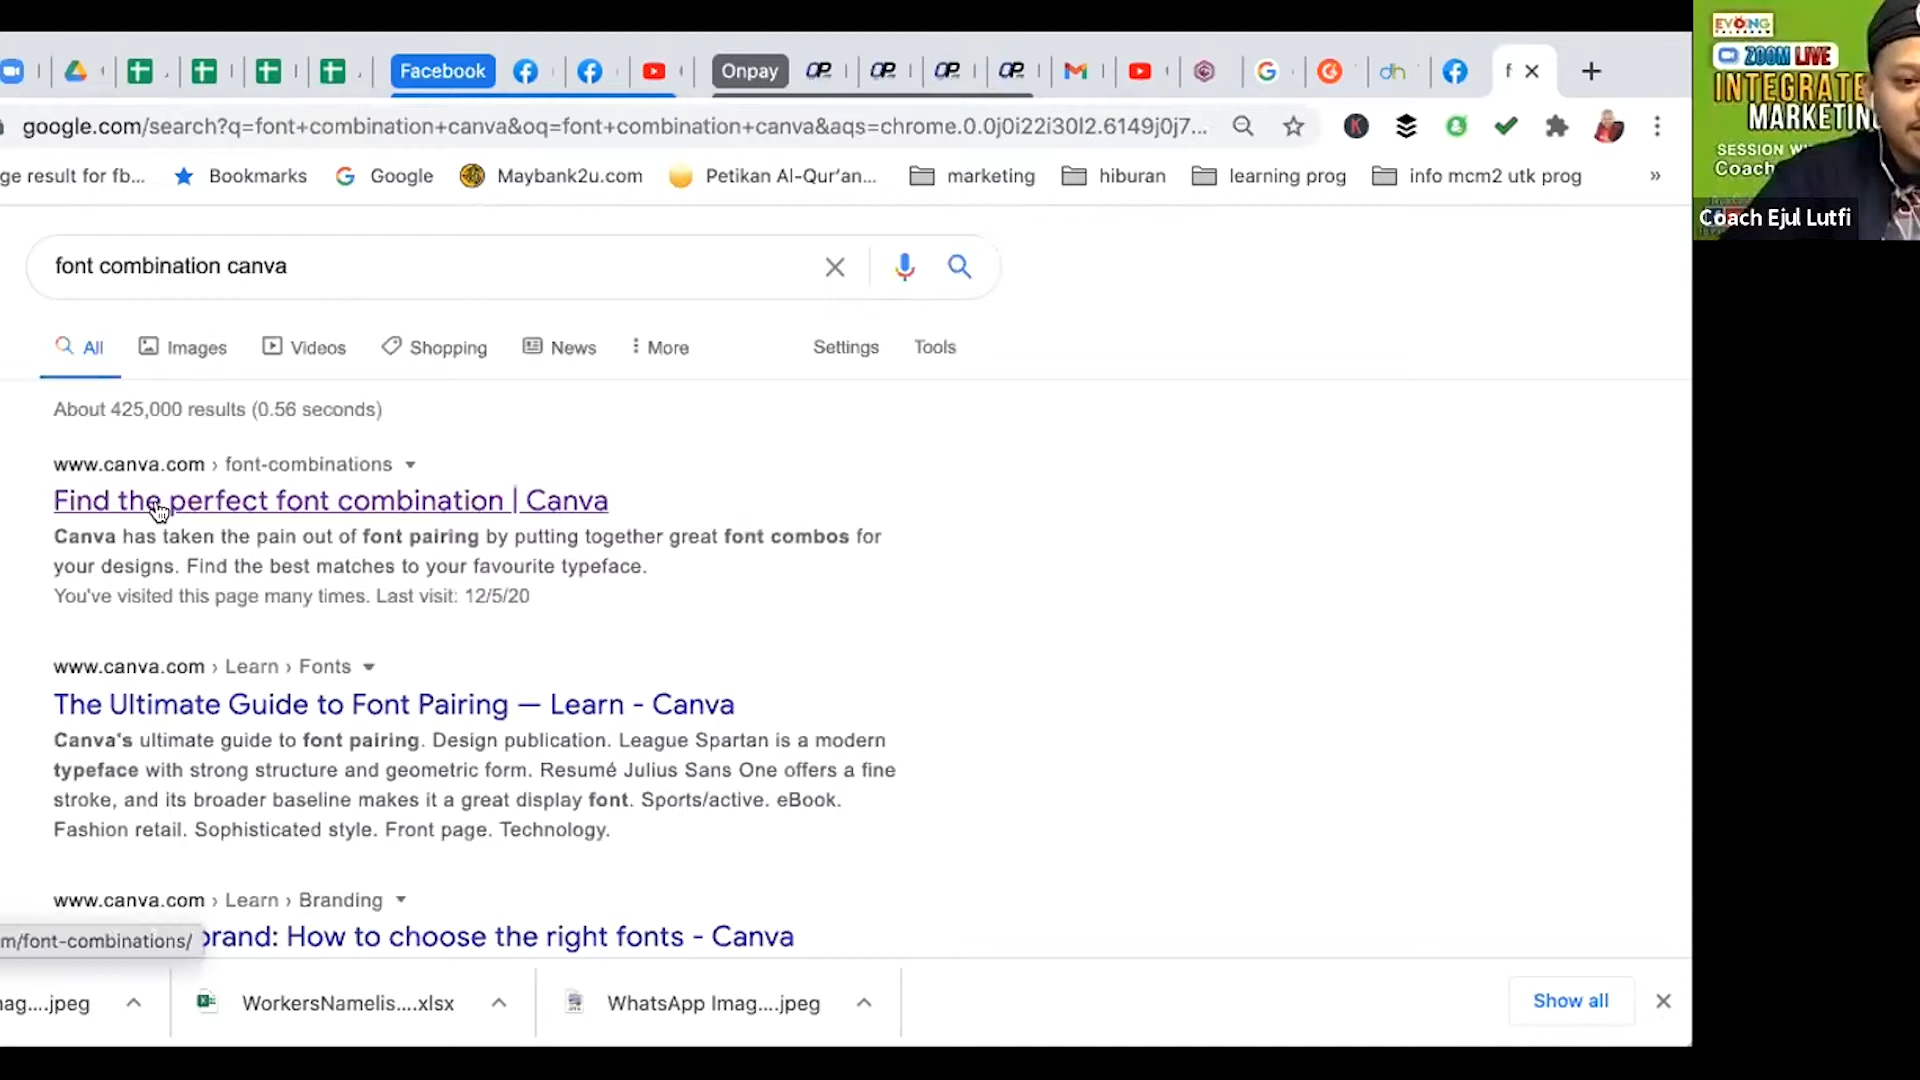 Facebook
Onpay
f
google.com/search?q=font+combination+canva&oq=font+combination+canva&aqs=chrome.0.0j0i22i30l2.6149j0j7...
ge result for fb...
Bookmarks
Google
Maybank2u.com
Petikan Al-Qur'an...
marketing
hiburan
learning prog
info mcm2 utk prog
»
font combination canva
All
Images
Videos
Shopping
News
More
Settings
Tools
About 425,000 results (0.56 seconds)
www.canva.com › font-combinations
Find the perfect font combination | Canva
Canva has taken the pain out of font pairing by putting together great font combos for
your designs. Find the best matches to your favourite typeface.
You've visited this page many times. Last visit: 12/5/20
www.canva.com › Learn › Fonts
The Ultimate Guide to Font Pairing — Learn - Canva
Canva's ultimate guide to font pairing. Design publication. League Spartan is a modern
typeface with strong structure and geometric form. Resumé Julius Sans One offers a fine
stroke, and its broader baseline makes it a great display font. Sports/active. eBook.
Fashion retail. Sophisticated style. Front page. Technology.
www.canva.com › Learn › Branding
brand: How to choose the right fonts - Canva
m/font-combinations/
nag....jpeg
WorkersNamelis....xlsx
WhatsApp Imag....jpeg
Show all
EVONG
ZOOM LIVE
INTEGRATE
MARKETIN
SESSION W
Coach
Coach Ejul Lutfi